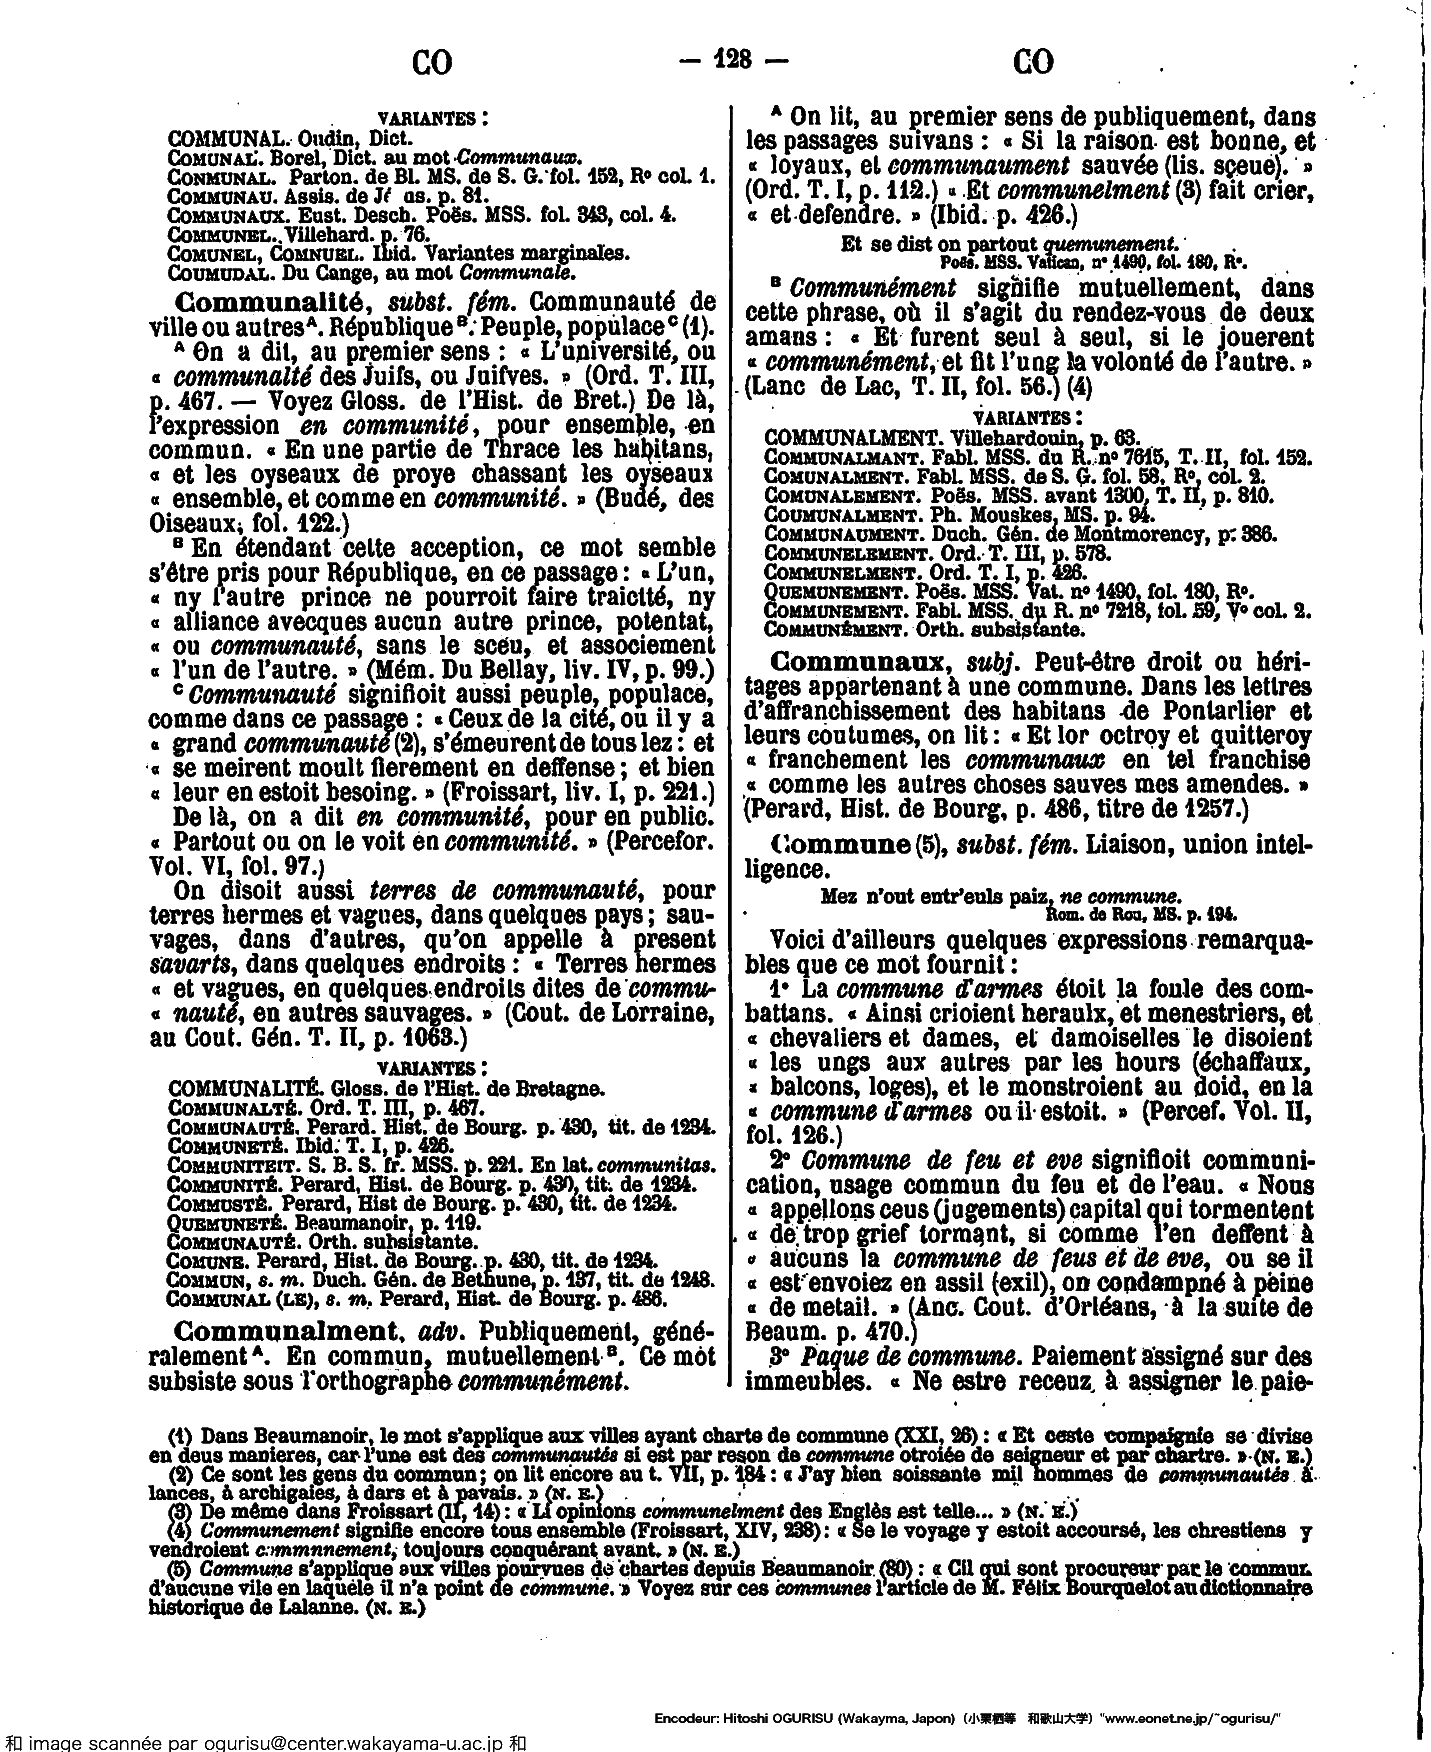 CO — 128 — CO
VARIANTES :
COMMUNAL. Oudin, Dict.
COMUNAL. Borel, Dict. au mot Communaux.
CONMUNAL. Parton. de Bl. MS. de S. G. fol. 152, R° col. 1.
COMMUNAU. Assis. de Jé us. p. 81.
COMMUNAUX. Eust. Desch. Poës. MSS. fol. 343, col. 4.
COMMUNEL. Villehard. p. 76.
COMUNEL, COMNUEL. Ibid. Variantes marginales.
COUMUDAL. Du Cange, au mot Communale.
Communalité, subst. fém. Communauté de
ville ou autres A. République B. Peuple, populace C (1).
A On a dit, au premier sens : « L'université, ou
« communalté des Juifs, ou Juifves. » (Ord. T. III,
p. 467. — Voyez Gloss. de l'Hist. de Bret.) De là,
l'expression en communité, pour ensemble, en
commun. « En une partie de Thrace les habitans,
« et les oyseaux de proye chassant les oyseaux
« ensemble, et comme en communité. » (Budé, des
Oiseaux, fol. 122.)
B En étendant cette acception, ce mot semble
s'être pris pour République, en ce passage : « L'un,
« ny l'autre prince ne pourroit faire traictté, ny
« alliance avecques aucun autre prince, potentat,
« ou communauté, sans le sceu, et associement
« l'un de l'autre. » (Mém. Du Bellay, liv. IV, p. 99.)
C Communauté signifioit aussi peuple, populace,
comme dans ce passage : « Ceux de la cité, ou il y a
« grand communauté (2), s'émeurent de tous lez : et
« se meirent moult fierement en deffense ; et bien
« leur en estoit besoing. » (Froissart, liv. I, p. 221.)
De là, on a dit en communité, pour en public.
« Partout ou on le voit en communité. » (Percefor.
Vol. VI, fol. 97.)
On disoit aussi terres de communauté, pour
terres hermes et vagues, dans quelques pays ; sau-
vages, dans d'autres, qu'on appelle à present
savarts, dans quelques endroits : « Terres hermes
« et vagues, en quelques endroits dites de commu-
« nauté, en autres sauvages. » (Cout. de Lorraine,
au Cout. Gén. T. II, p. 1063.)
VARIANTES :
COMMUNALITÉ. Gloss. de l'Hist. de Bretagne.
COMMUNALTÉ. Ord. T. III, p. 467.
COMMUNAUTÉ. Perard. Hist. de Bourg. p. 430, tit. de 1234.
COMMUNETÉ. Ibid. T. I, p. 426.
COMMUNITEIT. S. B. S. fr. MSS. p. 221. En lat. communitas.
COMMUNITÉ. Perard, Hist. de Bourg. p. 430, tit. de 1234.
COMMUSTÉ. Perard, Hist de Bourg. p. 430, tit. de 1234.
QUEMUNETÉ. Beaumanoir, p. 119.
COMMUNAUTÉ. Orth. subsistante.
COMUNE. Perard, Hist. de Bourg. p. 430, tit. de 1234.
COMMUN, s. m. Duch. Gén. de Bethune, p. 137, tit. de 1248.
COMMUNAL (LE), s. m. Perard, Hist. de Bourg. p. 486.
Communalment, adv. Publiquement, géné-
ralement A. En commun, mutuellement B. Ce mot
subsiste sous l'orthographe communément.
A On lit, au premier sens de publiquement, dans
les passages suivans : « Si la raison est bonne, et
« loyaux, et communaument sauvée (lis. sçeue). »
(Ord. T. I, p. 112.) « Et communelment (3) fait crier,
« et defendre. » (Ibid. p. 426.)
Et se dist on partout quemunement.
Poës. MSS. Vatican, n° 1490, fol. 180, R°.
B Communément signifie mutuellement, dans
cette phrase, où il s'agit du rendez-vous de deux
amans : « Et furent seul à seul, si le jouerent
« communément, et fit l'ung la volonté de l'autre. »
(Lanc de Lac, T. II, fol. 56.) (4)
VARIANTES :
COMMUNALMENT. Villehardouin, p. 63.
COMMUNALMANT. Fabl. MSS. du R. n° 7615, T. II, fol. 152.
COMUNALMENT. Fabl. MSS. de S. G. fol. 58, R°, col. 2.
COMUNALEMENT. Poës. MSS. avant 1300, T. II, p. 810.
COUMUNALMENT. Ph. Mouskes, MS. p. 94.
COMMUNAUMENT. Duch. Gén. de Montmorency, p. 386.
COMMUNELEMENT. Ord. T. III, p. 578.
COMMUNELMENT. Ord. T. I, p. 426.
QUEMUNEMENT. Poës. MSS. Vat. n° 1490, fol. 180, R°.
COMMUNEMENT. Fabl. MSS. du R. n° 7218, fol. 59, V° col. 2.
COMMUNÉMENT. Orth. subsistante.
Communaux, subj. Peut-être droit ou héri-
tages appartenant à une commune. Dans les lettres
d'affranchissement des habitans de Pontarlier et
leurs coutumes, on lit : « Et lor octroy et quitteroy
« franchement les communaux en tel franchise
« comme les autres choses sauves mes amendes. »
(Perard, Hist. de Bourg, p. 486, titre de 1257.)
Commune (5), subst. fém. Liaison, union intel-
ligence.
Mez n'out entr'euls paiz, ne commune.
Rom. de Rou, MS. p. 194.
Voici d'ailleurs quelques expressions remarqua-
bles que ce mot fournit :
1° La commune d'armes étoit la foule des com-
battans. « Ainsi crioient heraulx, et menestriers, et
« chevaliers et dames, et damoiselles le disoient
« les ungs aux autres par les hours (échaffaux,
« balcons, loges), et le monstroient au doid, en la
« commune d'armes ou il estoit. » (Percef. Vol. II,
fol. 126.)
2° Commune de feu et eve signifioit communi-
cation, usage commun du feu et de l'eau. « Nous
« appellons ceus (jugements) capital qui tormentent
« de trop grief tormant, si comme l'en deffent à
« aucuns la commune de feus et de eve, ou se il
« est envoiez en assil (exil), on condampné à peine
« de metail. » (Anc. Cout. d'Orléans, à la suite de
Beaum. p. 470.)
3° Paque de commune. Paiement assigné sur des
immeubles. « Ne estre receuz à assigner le paie-
(1) Dans Beaumanoir, le mot s'applique aux villes ayant charte de commune (XXI, 26) : « Et ceste compaignie se divise
en deus manieres, car l'une est des communautés si est par reson de commune otroiée de seigneur et par chartre. » (N. E.)
(2) Ce sont les gens du commun ; on lit encore au t. VII, p. 184 : « J'ay bien soissante mil hommes de communautés à
lances, à archigaies, à dars et à pavais. » (N. E.)
(3) De même dans Froissart (II, 14) : « Li opinions communelment des Englès est telle... » (N. E.)
(4) Communement signifie encore tous ensemble (Froissart, XIV, 238) : « Se le voyage y estoit accoursé, les chrestiens y
vendroient commnnement, toujours conquérant avant. » (N. E.)
(5) Commune s'applique aux villes pourvues de chartes depuis Beaumanoir (80) : « Cil qui sont procureur par le commun
d'aucune vile en laquele il n'a point de commune. » Voyez sur ces communes l'article de M. Félix Bourquelot au dictionnaire
historique de Lalanne. (N. E.)
Encodeur: Hitoshi OGURISU (Wakayma, Japon) (小栗栖等 和歌山大学) "www.eonet.ne.jp/~ogurisu/"
和 image scannée par ogurisu@center.wakayama-u.ac.jp 和